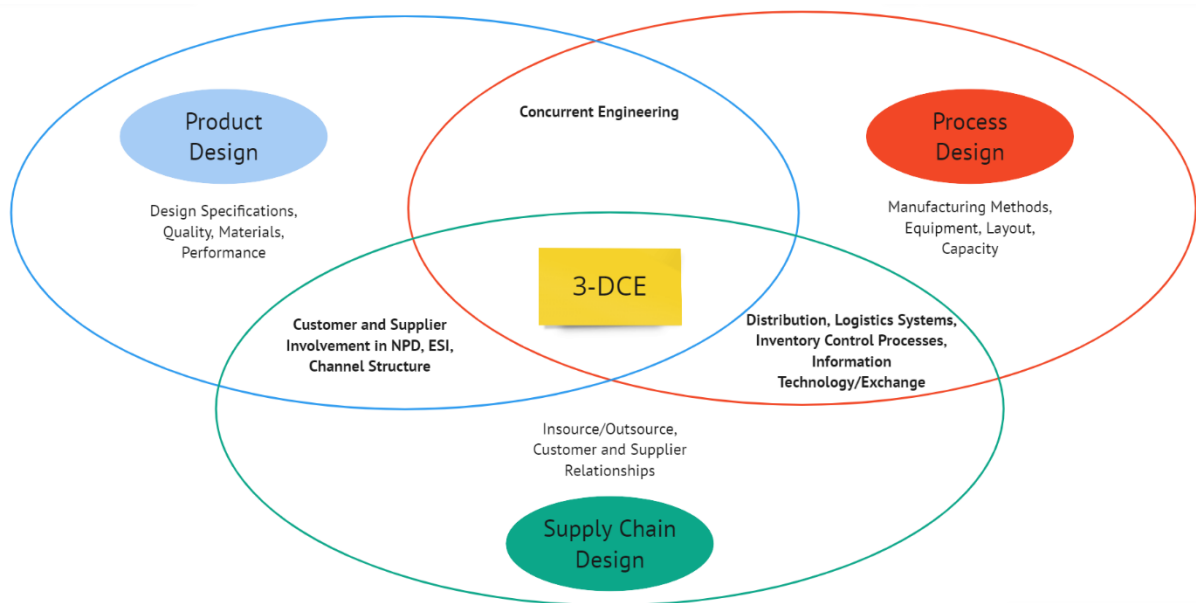 Concurrent Engineering
Product
Design
Process
Design
Design Specifications,
Quality, Materials,
Performance
Manufacturing Methods,
Equipment, Layout,
Capacity
3-DCE
Customer and Supplier
Involvement in NPD, ESI,
Channel Structure
Distribution, Logistics Systems,
Inventory Control Processes,
Information
Technology/Exchange
Insource/Outsource,
Customer and Supplier
Relationships
Supply Chain
Design